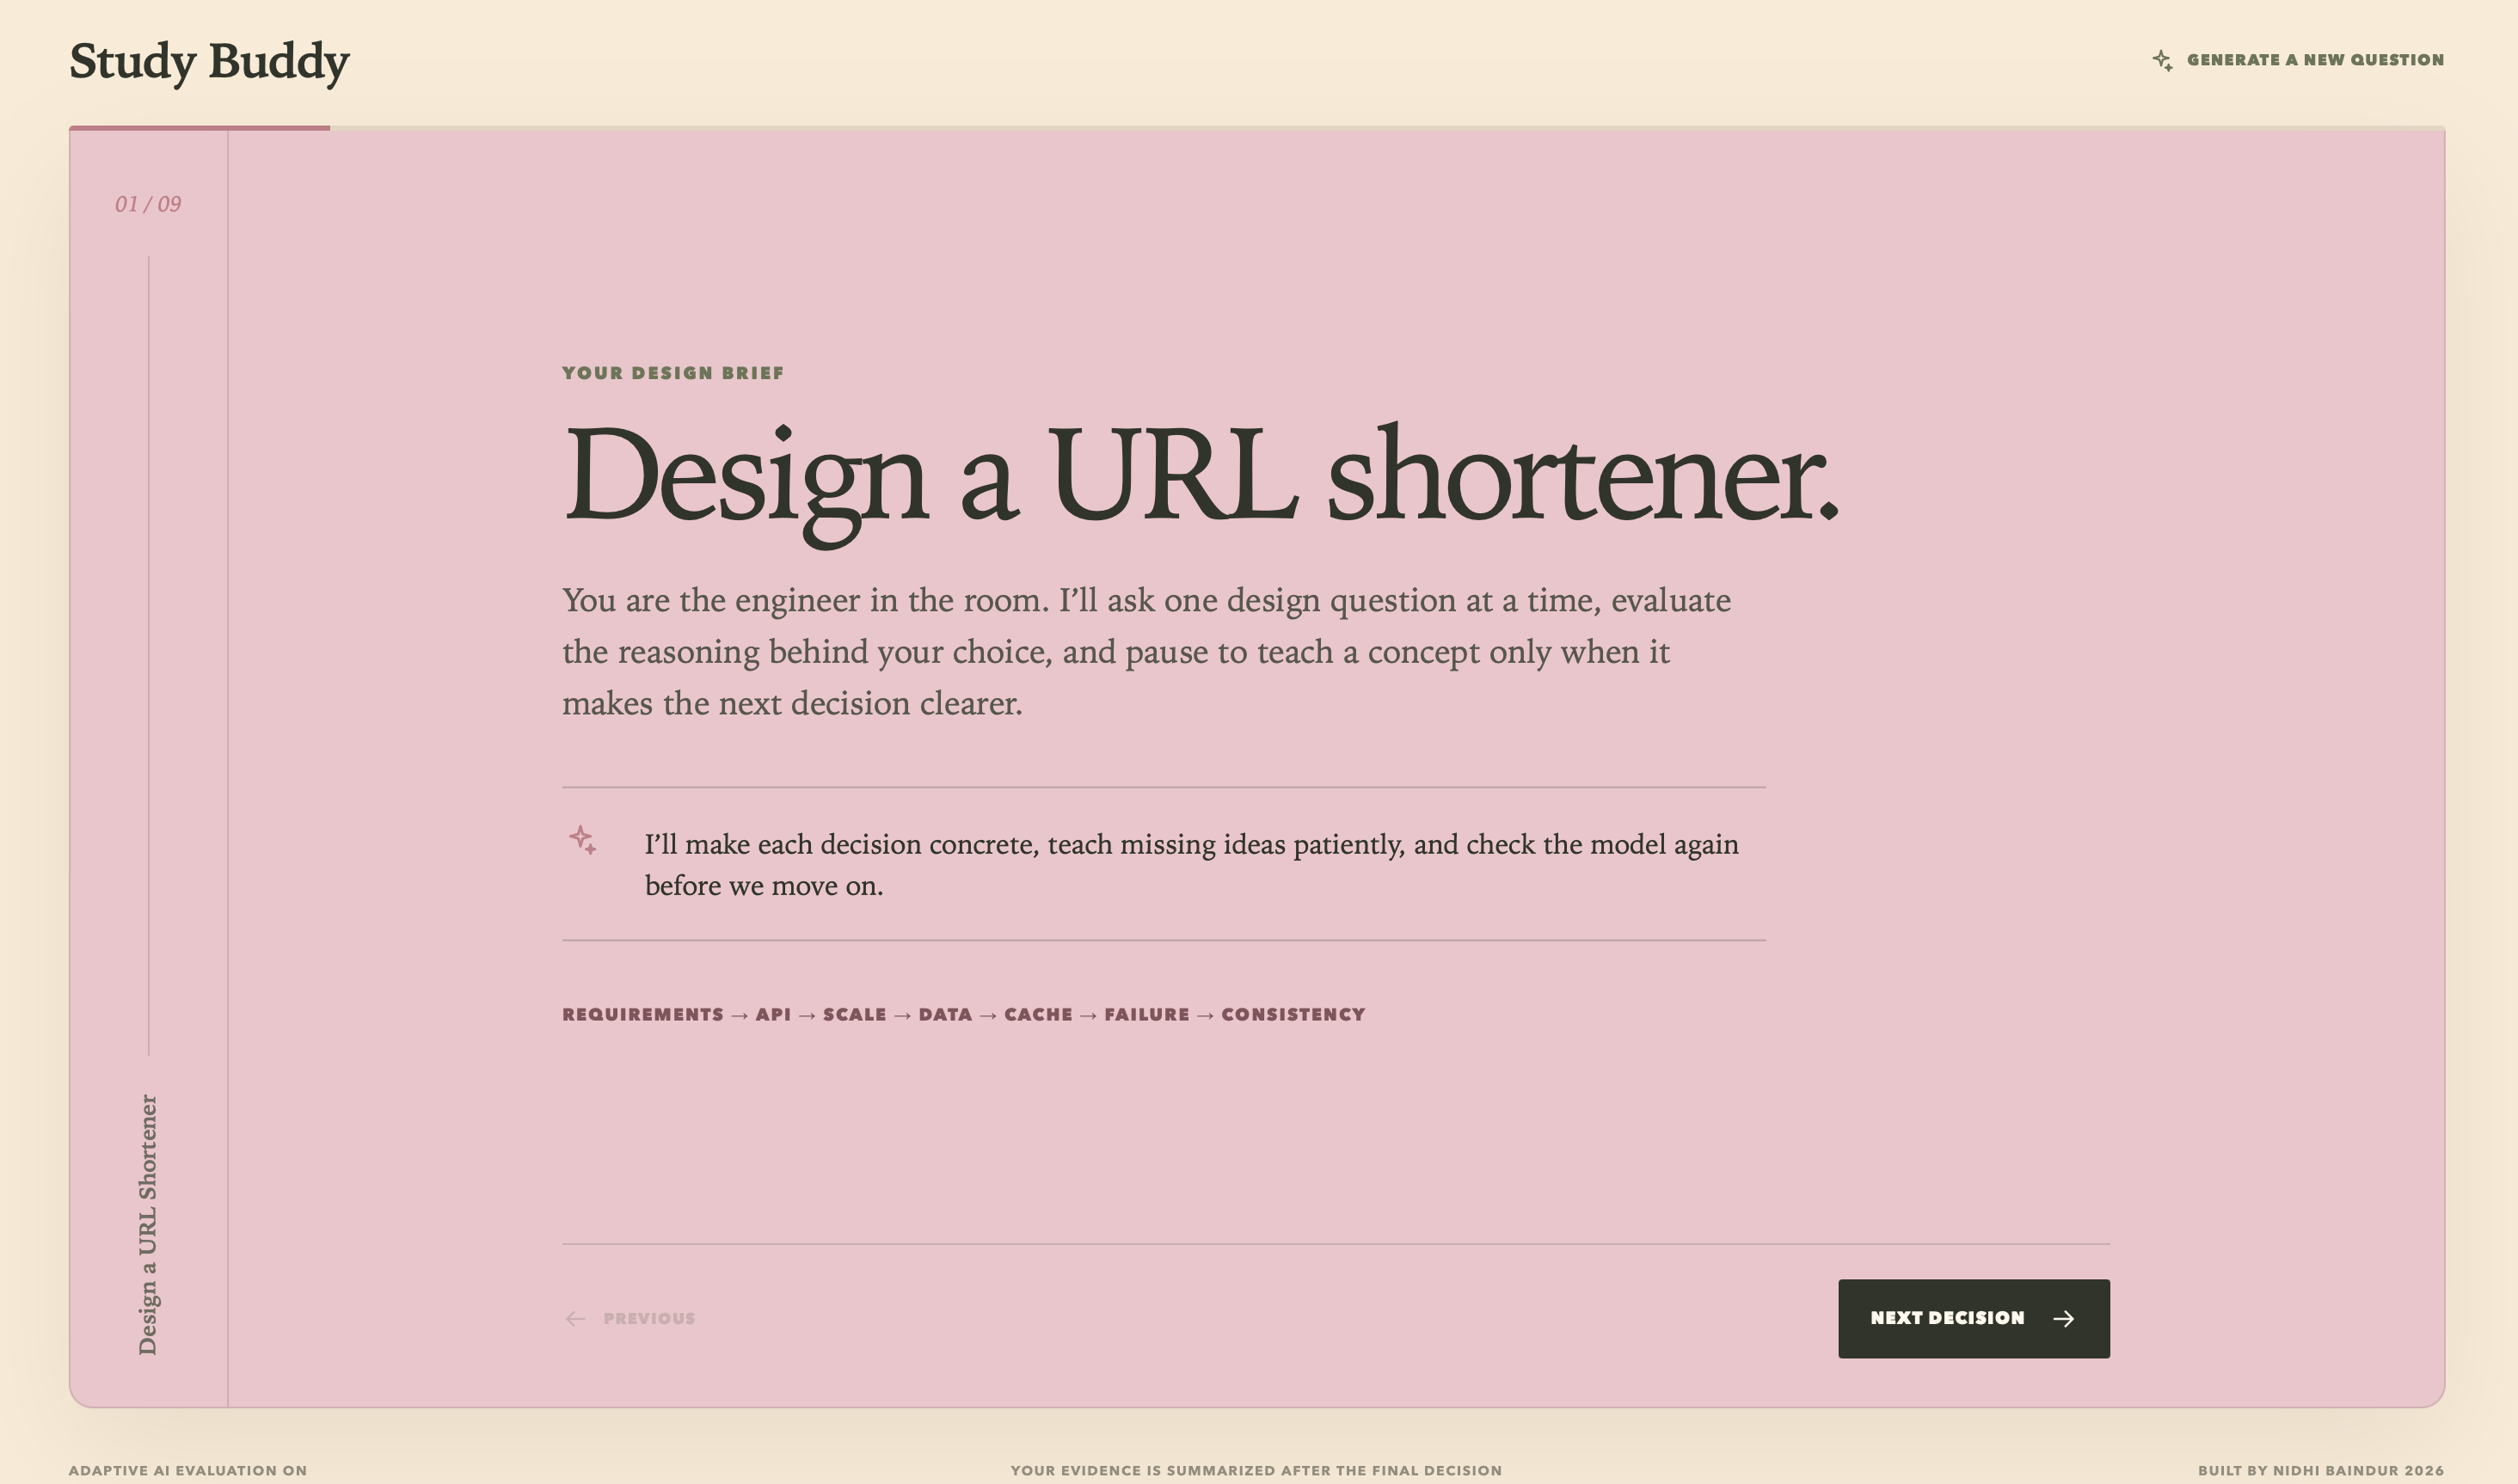 Study Buddy
GENERATE A NEW QUESTION
01 / 09
YOUR DESIGN BRIEF
Design a URL shortener.
You are the engineer in the room. I’ll ask one design question at a time, evaluate
the reasoning behind your choice, and pause to teach a concept only when it
makes the next decision clearer.
I’ll make each decision concrete, teach missing ideas patiently, and check the model again
before we move on.
REQUIREMENTS → API → SCALE → DATA → CACHE → FAILURE → CONSISTENCY
Design a URL Shortener
← PREVIOUS
NEXT DECISION →
ADAPTIVE AI EVALUATION ON
YOUR EVIDENCE IS SUMMARIZED AFTER THE FINAL DECISION
BUILT BY NIDHI BAINDUR 2026